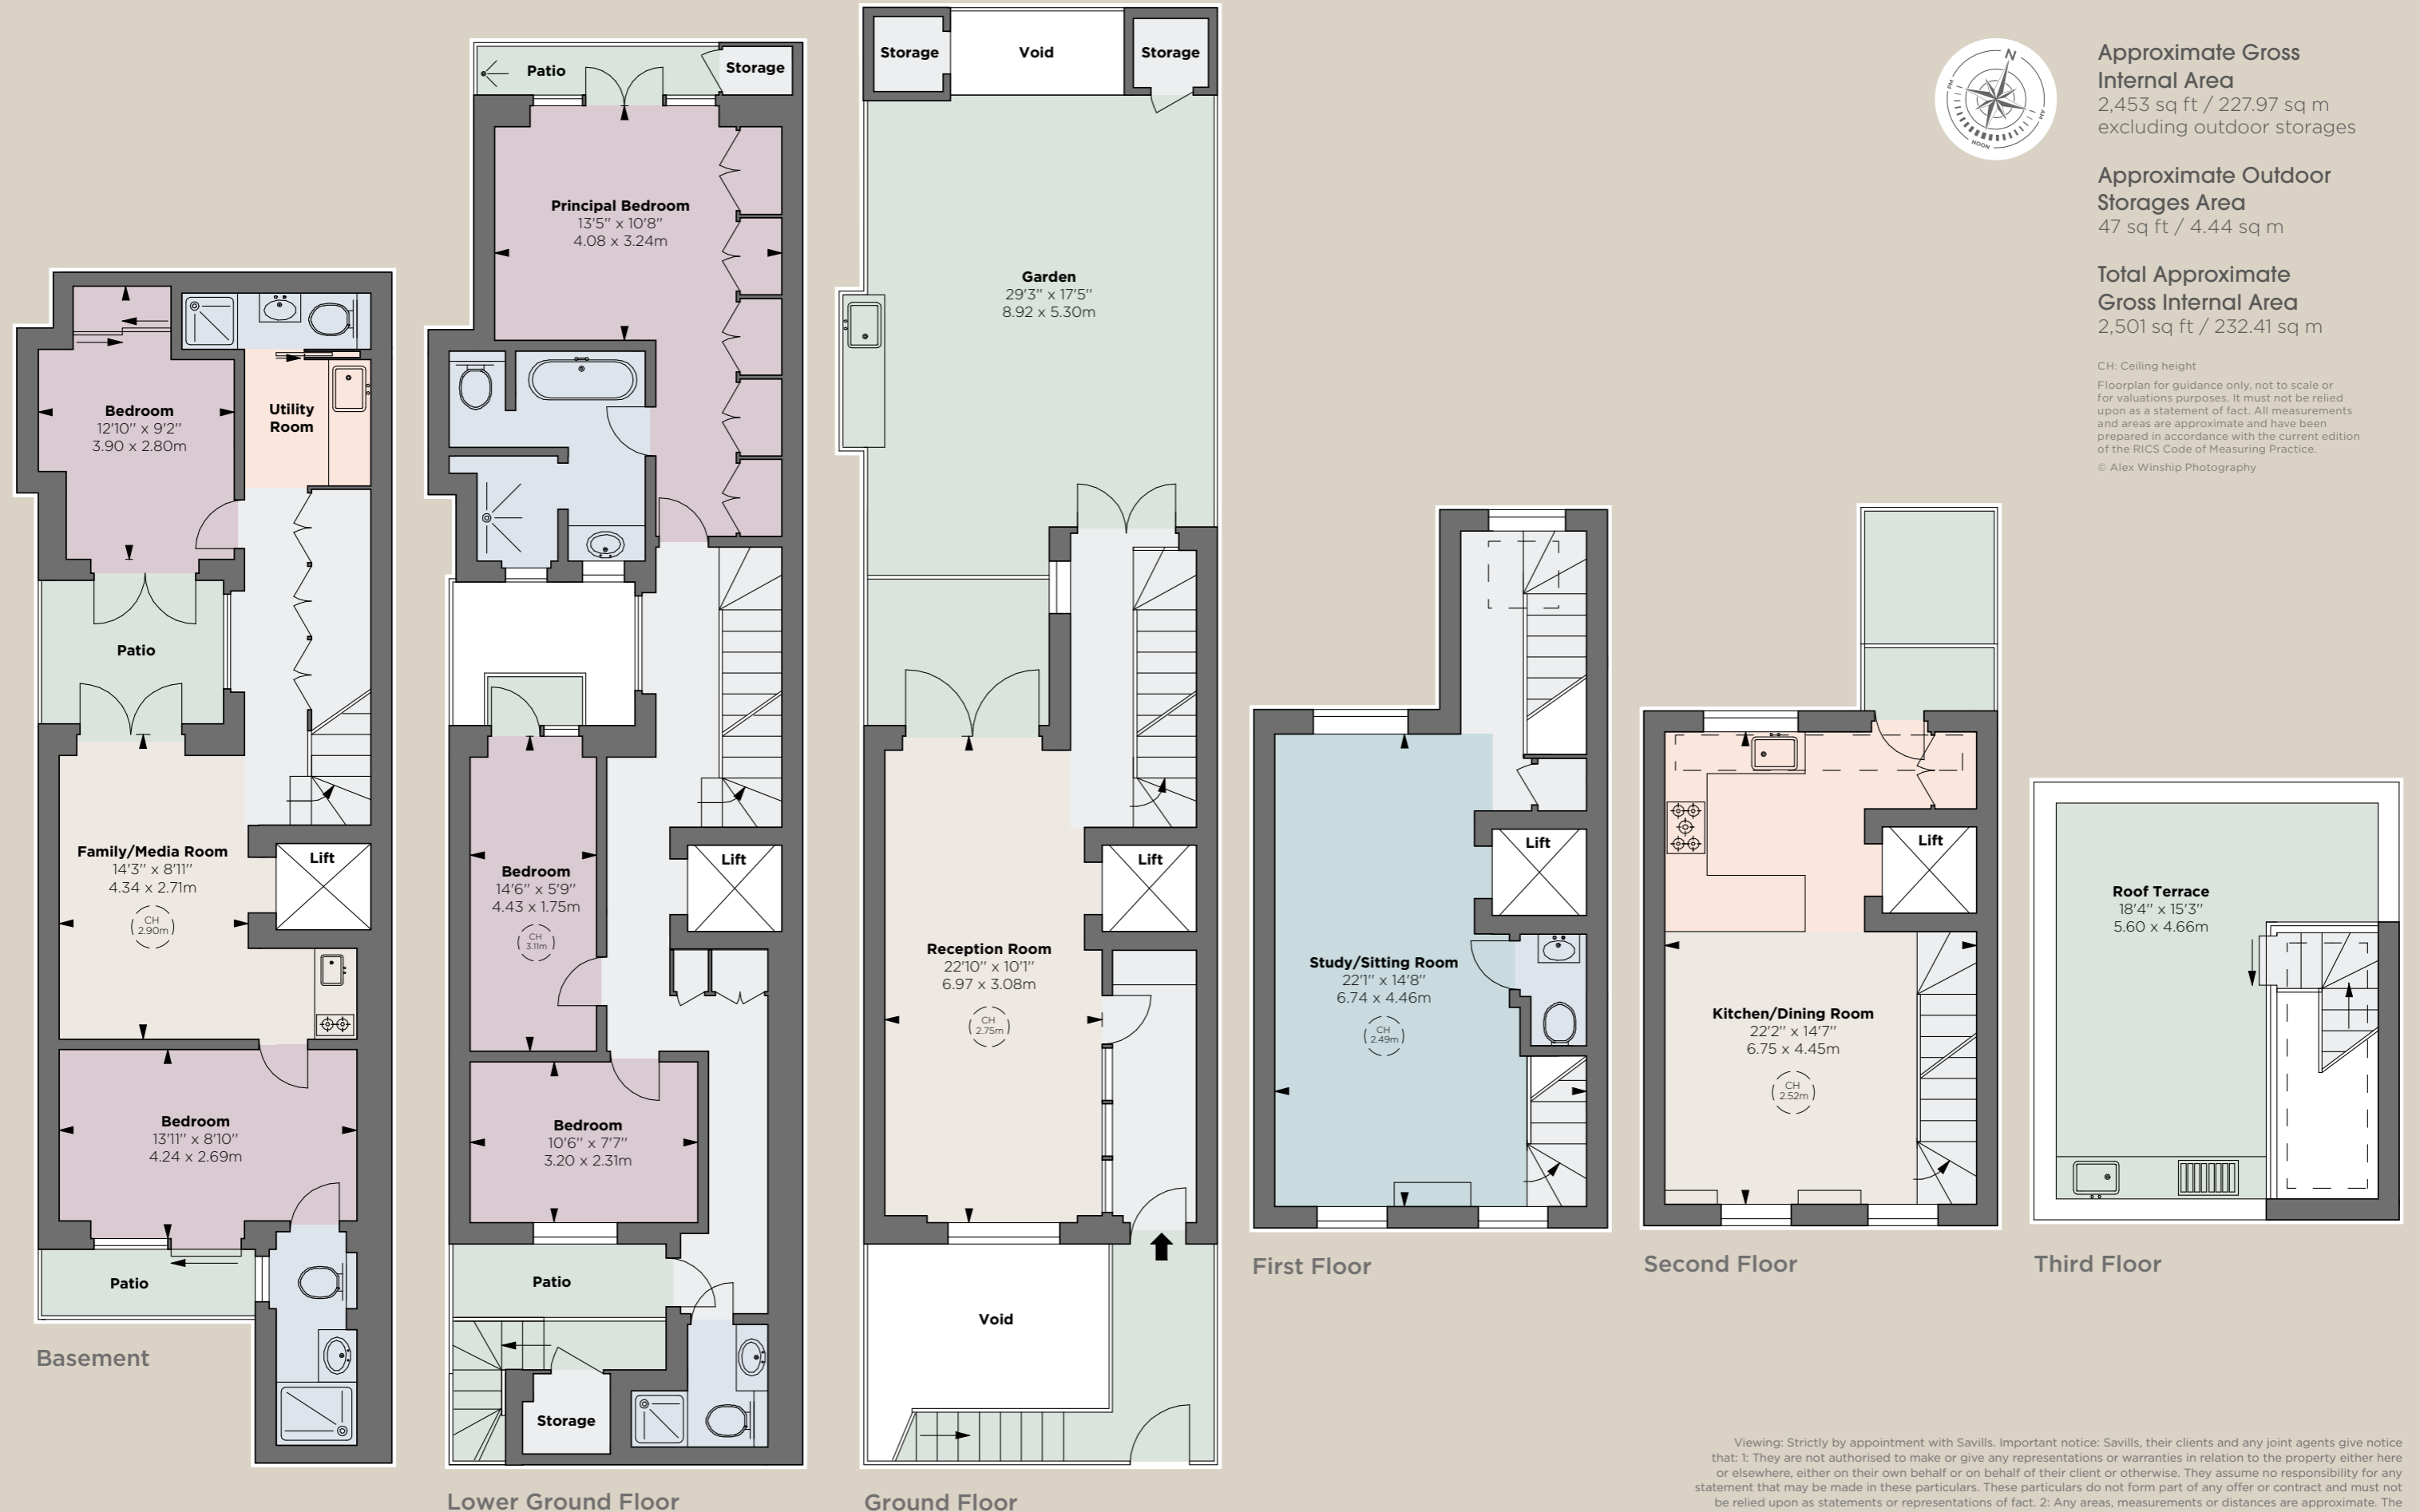 Storage
Void
Storage
Patio
Storage
Principal Bedroom
13'5'' x 10'8''
4.08 x 3.24m
Garden
29'3'' x 17'5''
8.92 x 5.30m
N
AM
NOON
PM
Approximate Gross
Internal Area
2,453 sq ft / 227.97 sq m
excluding outdoor storages
Approximate Outdoor
Storages Area
47 sq ft / 4.44 sq m
Total Approximate
Gross Internal Area
2,501 sq ft / 232.41 sq m
CH: Ceiling height
Floorplan for guidance only, not to scale or
for valuations purposes. It must not be relied
upon as a statement of fact. All measurements
and areas are approximate and have been
prepared in accordance with the current edition
of the RICS Code of Measuring Practice.
© Alex Winship Photography
Bedroom
12'10'' x 9'2''
3.90 x 2.80m
Utility
Room
Patio
Family/Media Room
14'3'' x 8'11''
4.34 x 2.71m
CH
2.90m
Lift
Bedroom
13'11'' x 8'10''
4.24 x 2.69m
Patio
Basement
Bedroom
14'6'' x 5'9''
4.43 x 1.75m
CH
3.11m
Lift
Bedroom
10'6'' x 7'7''
3.20 x 2.31m
Patio
Storage
Lower Ground Floor
Lift
Reception Room
22'10'' x 10'1''
6.97 x 3.08m
CH
2.75m
Void
Ground Floor
Lift
Study/Sitting Room
22'1'' x 14'8''
6.74 x 4.46m
CH
2.49m
First Floor
Lift
Kitchen/Dining Room
22'2'' x 14'7''
6.75 x 4.45m
CH
2.52m
Second Floor
Roof Terrace
18'4'' x 15'3''
5.60 x 4.66m
Third Floor
Viewing: Strictly by appointment with Savills. Important notice: Savills, their clients and any joint agents give notice
that: 1: They are not authorised to make or give any representations or warranties in relation to the property either here
or elsewhere, either on their own behalf or on behalf of their client or otherwise. They assume no responsibility for any
statement that may be made in these particulars. These particulars do not form part of any offer or contract and must not
be relied upon as statements or representations of fact. 2: Any areas, measurements or distances are approximate. The